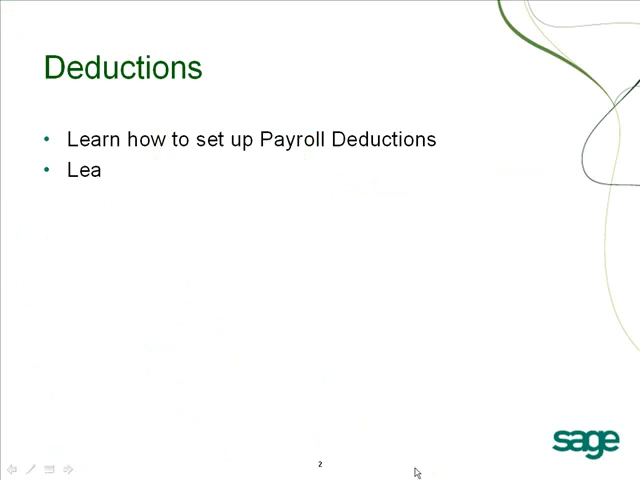 Deductions
• Learn how to set up Payroll Deductions
• Lea
sage
2